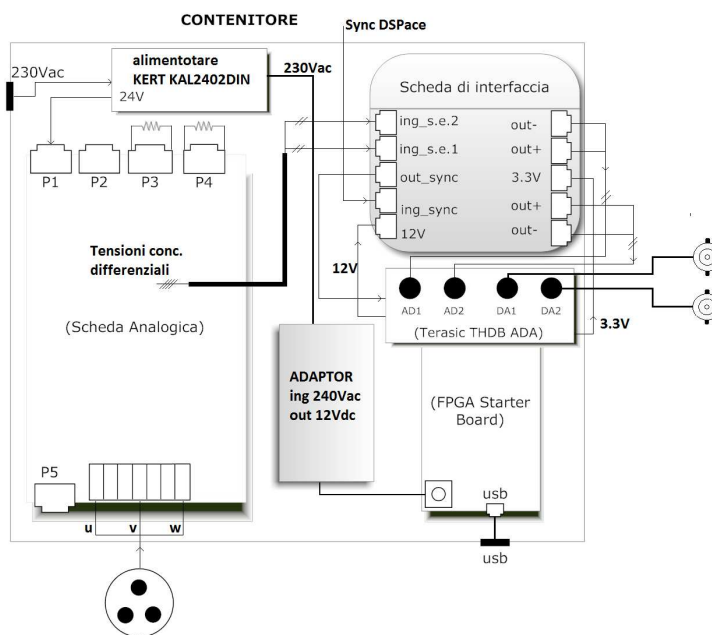 CONTENITORE
Sync DSPace
230Vac
alimentotare
KERT KAL2402DIN
24V
230Vac
Scheda di interfaccia
ing_s.e.2
ing_s.e.1
out_sync
ing_sync
12V
out-
out+
3.3V
out+
out-
P1
P2
P3
P4
Tensioni conc.
differenziali
(Scheda Analogica)
12V
AD1
AD2
DA1
DA2
(Terasic THDB ADA)
3.3V
ADAPTOR
ing 240Vac
out 12Vdc
(FPGA Starter
Board)
P5
u
v
w
usb
usb